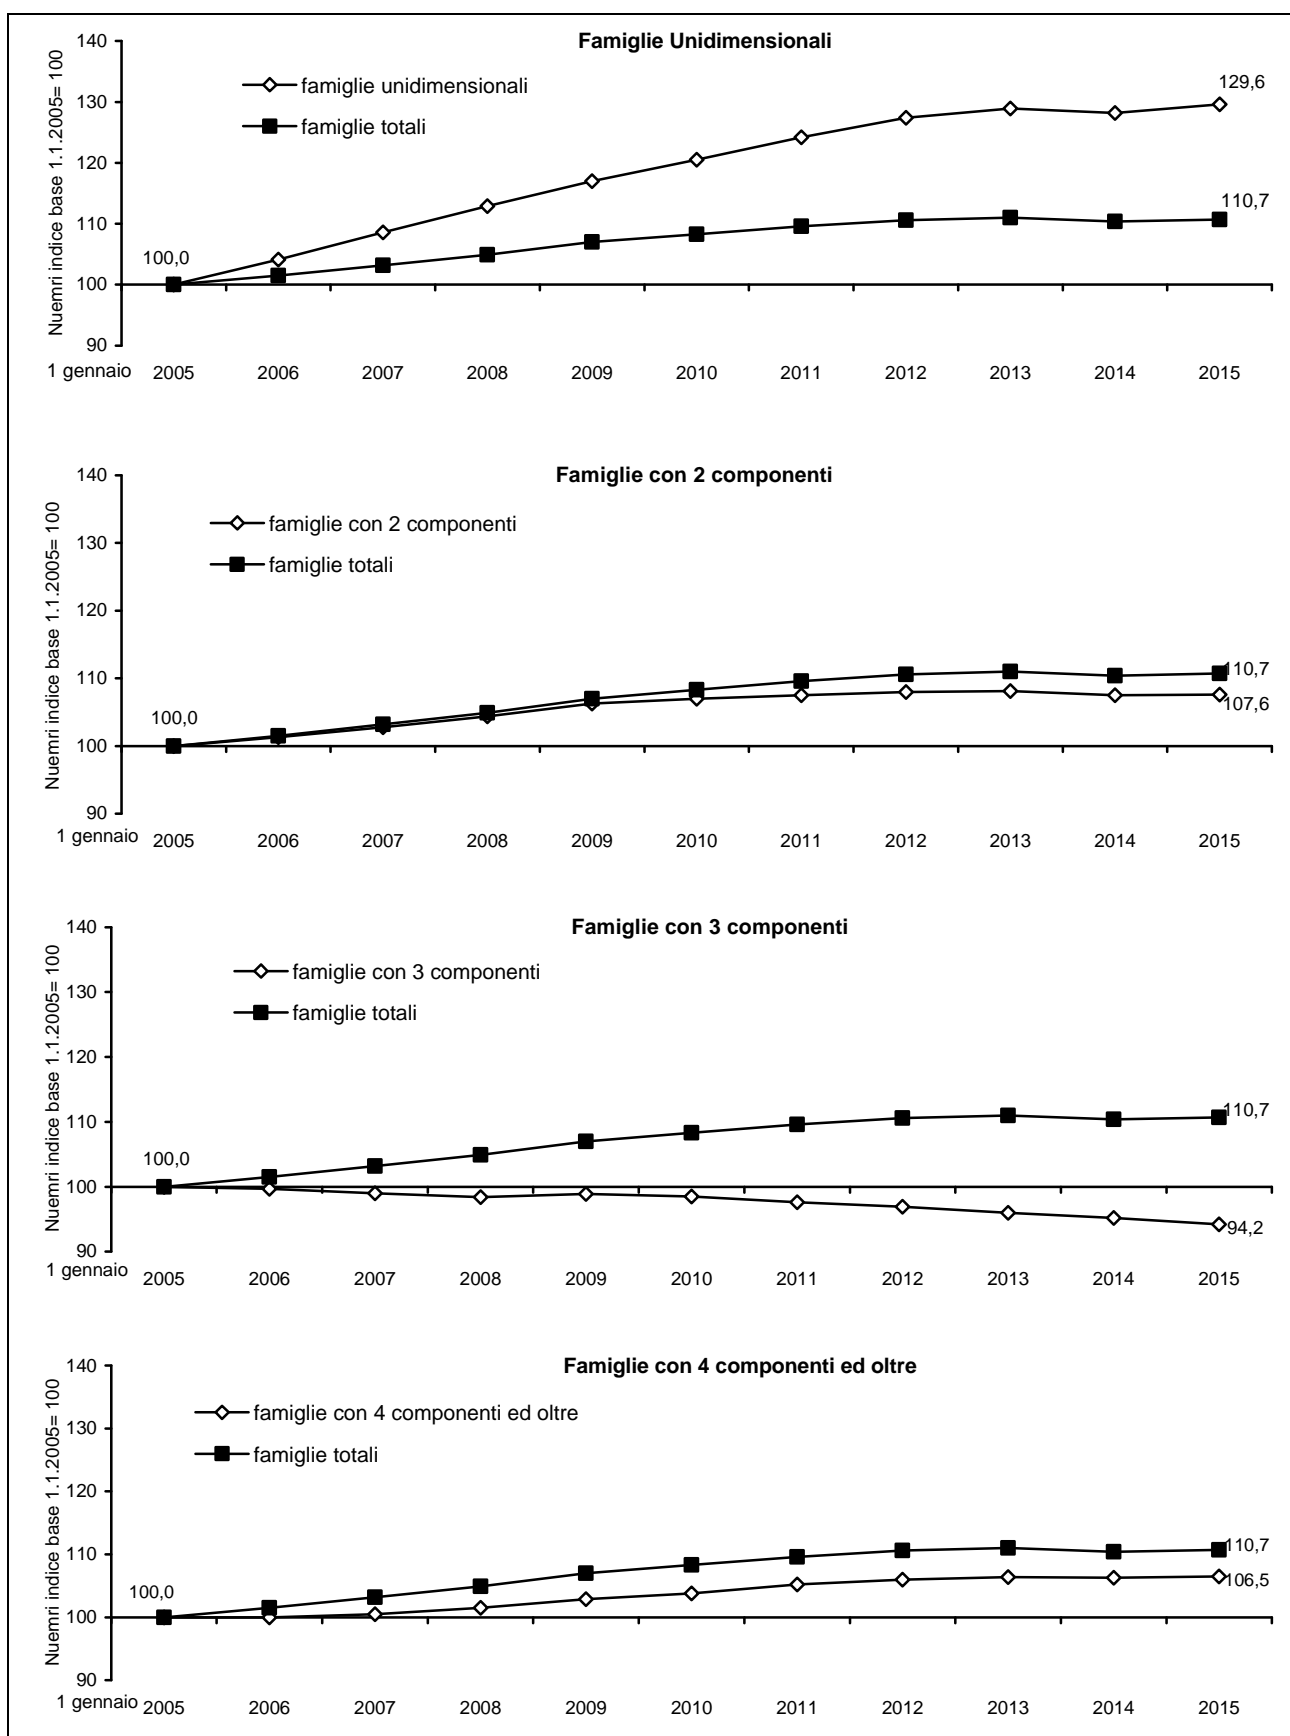 Famiglie Unidimensionali
Nuemri indice base 1.1.2005= 100
140
130
120
110
100
90
famiglie unidimensionali
famiglie totali
100,0
129,6
110,7
1 gennaio 2005 2006 2007 2008 2009 2010 2011 2012 2013 2014 2015
Famiglie con 2 componenti
Nuemri indice base 1.1.2005= 100
140
130
120
110
100
90
famiglie con 2 componenti
famiglie totali
100,0
110,7
107,6
1 gennaio 2005 2006 2007 2008 2009 2010 2011 2012 2013 2014 2015
Famiglie con 3 componenti
Nuemri indice base 1.1.2005= 100
140
130
120
110
100
90
famiglie con 3 componenti
famiglie totali
100,0
110,7
94,2
1 gennaio 2005 2006 2007 2008 2009 2010 2011 2012 2013 2014 2015
Famiglie con 4 componenti ed oltre
Nuemri indice base 1.1.2005= 100
140
130
120
110
100
90
famiglie con 4 componenti ed oltre
famiglie totali
100,0
110,7
106,5
1 gennaio 2005 2006 2007 2008 2009 2010 2011 2012 2013 2014 2015